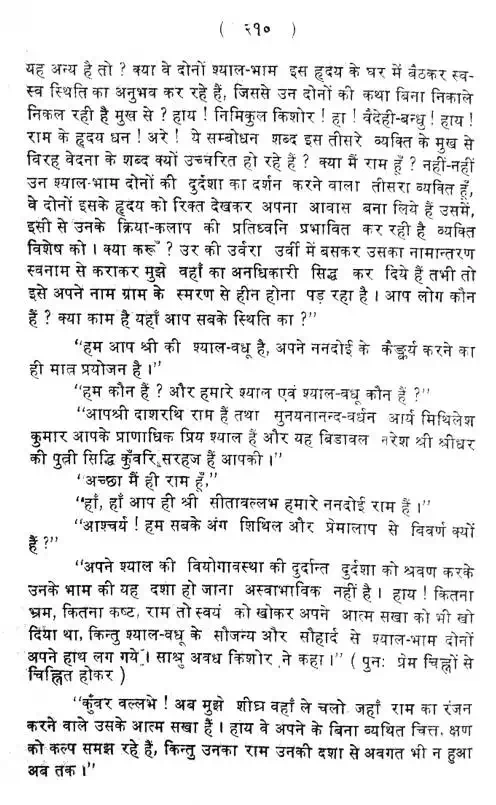 ( २९० )
यह अन्य है तो ? क्या वे दोनों श्याल-भाम इस हृदय के घर में बैठकर स्व-
स्व स्थिति का अनुभव कर रहे हैं, जिससे उन दोनों की कथा बिना निकाले
निकल रही है मुख से ? हाय ! निमिकुल किशोर ! हा ! वैदेही-बन्धु ! हाय !
राम के हृदय धन ! अरे ! ये सम्बोधन शब्द इस तीसरे व्यक्ति के मुख से
विरह वेदना के शब्द क्यों उच्चरित हो रहे हैं ? क्या मैं राम हूँ ? नहीं-नहीं
उन श्याल-भाम दोनों की दुर्दशा का दर्शन करने वाला तीसरा व्यक्ति हूँ,
वे दोनों इसके हृदय को रिक्त देखकर अपना आवास बना लिये हैं उसमें,
इसी से उनके क्रिया-कलाप की प्रतिध्वनि प्रभावित कर रही है व्यक्ति
विशेष को । क्या करूँ ? उर की उर्वरा उर्वी में बसकर उसका नामान्तरण
स्वनाम से कराकर मुझे वहाँ का अनधिकारी सिद्ध कर दिये हैं तभी तो
इसे अपने नाम ग्राम के स्मरण से हीन होना पड़ रहा है । आप लोग कौन
हैं ? क्या काम है यहाँ आप सबके स्थिति का ?"
"हम आप श्री की श्याल-वधू है, अपने ननदोई के कैङ्कर्य करने का
ही मात्र प्रयोजन है ।"
"हम कौन हैं ? और हमारे श्याल एवं श्याल-वधू कौन हैं ?"
"आपश्री दाशरथि राम हैं तथा सुनयनानन्द-वर्धन आर्य मिथिलेश
कुमार आपके प्राणाधिक प्रिय श्याल हैं और यह बिडावल नरेश श्री श्रीधर
की पुत्री सिद्धि कुँवरि सरहज हैं आपकी ।"
"अच्छा मैं ही राम हूँ,"
"हाँ, हाँ आप ही श्री सीतावल्लभ हमारे ननदोई राम हैं ।"
"आश्चर्य ! हम सबके अंग शिथिल और प्रेमालाप से विवर्ण क्यों
हैं ?"
"अपने श्याल की वियोगावस्था की दुर्दान्त दुर्दशा को श्रवण करके
उनके भाम की यह दशा हो जाना अस्वाभाविक नहीं है । हाय ! कितना
भ्रम, कितना कष्ट, राम तो स्वयं को खोकर अपने आत्म सखा को भी खो
दिया था, किन्तु श्याल-वधू के सौजन्य और सौहार्द से श्याल-भाम दोनों
अपने हाथ लग गये । साश्रु अवध किशोर ने कहा ।" ( पुनः प्रेम चिह्नों से
चिह्नित होकर )
"कुँवर वल्लभे ! अब मुझे शीघ्र वहाँ ले चलो जहाँ राम का रंजन
करने वाले उसके आत्म सखा हैं । हाय वे अपने के बिना व्यथित चित्त, क्षण
को कल्प समझ रहे हैं, किन्तु उनका राम उनकी दशा से अवगत भी न हुआ
अब तक ।"